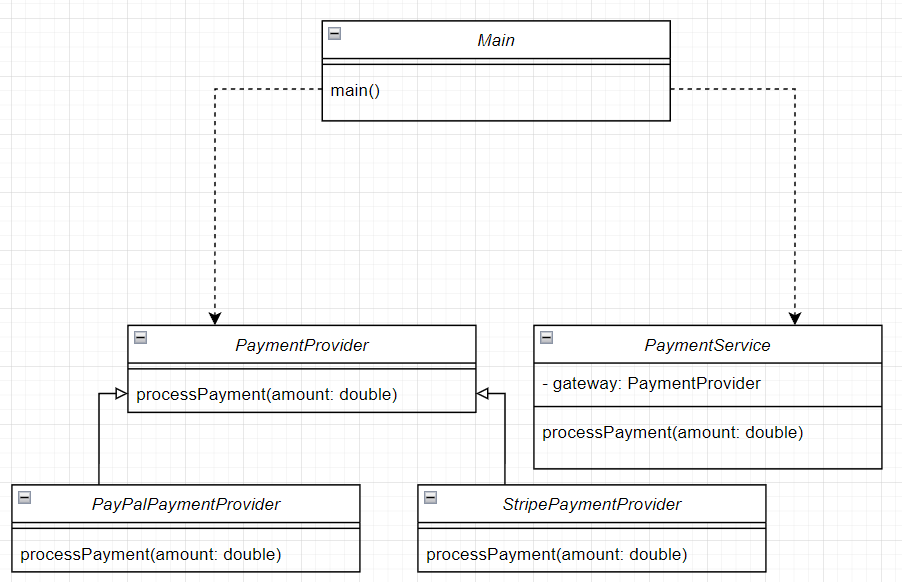 Main
main()
PaymentProvider
processPayment(amount: double)
PaymentService
- gateway: PaymentProvider
processPayment(amount: double)
PayPalPaymentProvider
processPayment(amount: double)
StripePaymentProvider
processPayment(amount: double)